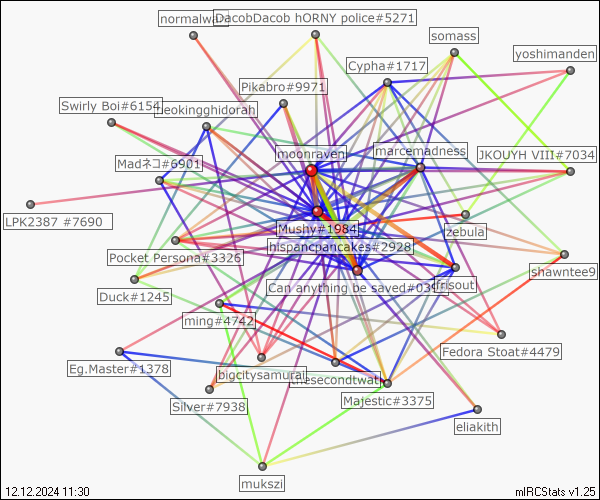 normalwa
DacobDacob hORNY police#5271
somass
yoshimanden
Cypha#1717
Pikabro#9971
Swirly Boi#6154
leokingghidorah
moonraven
marcemadness
JKOUYH VIII#7034
Madネコ#6901
LPK2387 #7690
Mushy#1984
zebula
hispancpancakes#2928
Pocket Persona#3326
shawntee9
Can anything be saved#03
frisout
Duck#1245
ming#4742
Fedora Stoat#4479
Eg.Master#1378
bigcitysamurai
thesecondtwat
Majestic#3375
Silver#7938
eliakith
mukszi
12.12.2024 11:30
mIRCStats v1.25